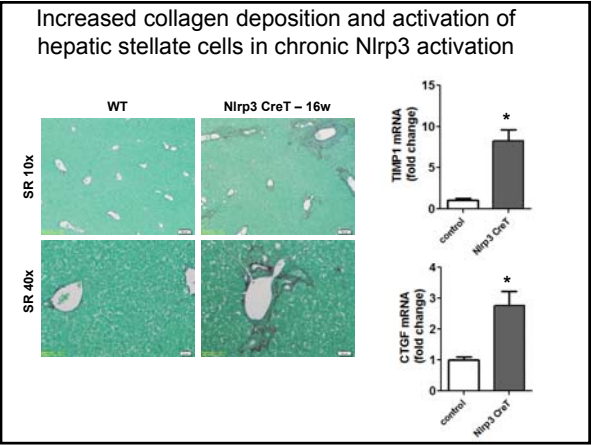 Increased collagen deposition and activation of
hepatic stellate cells in chronic Nlrp3 activation
WT
Nlrp3 CreT – 16w
SR 10x
SR 40x
TIMP1 mRNA
(fold change)
15
10
5
0
*
control
Nlrp3 CreT
CTGF mRNA
(fold change)
4
3
2
1
0
*
control
Nlrp3 CreT